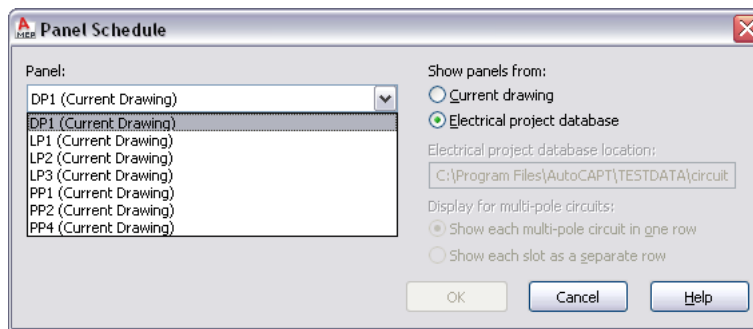 Panel Schedule
Panel:
DP1 (Current Drawing)
DP1 (Current Drawing)
LP1 (Current Drawing)
LP2 (Current Drawing)
LP3 (Current Drawing)
PP1 (Current Drawing)
PP2 (Current Drawing)
PP4 (Current Drawing)
Show panels from:
Current drawing
Electrical project database
Electrical project database location:
C:\Program Files\AutoCAPT\TESTDATA\circuit
Display for multi-pole circuits:
Show each multi-pole circuit in one row
Show each slot as a separate row
OK
Cancel
Help